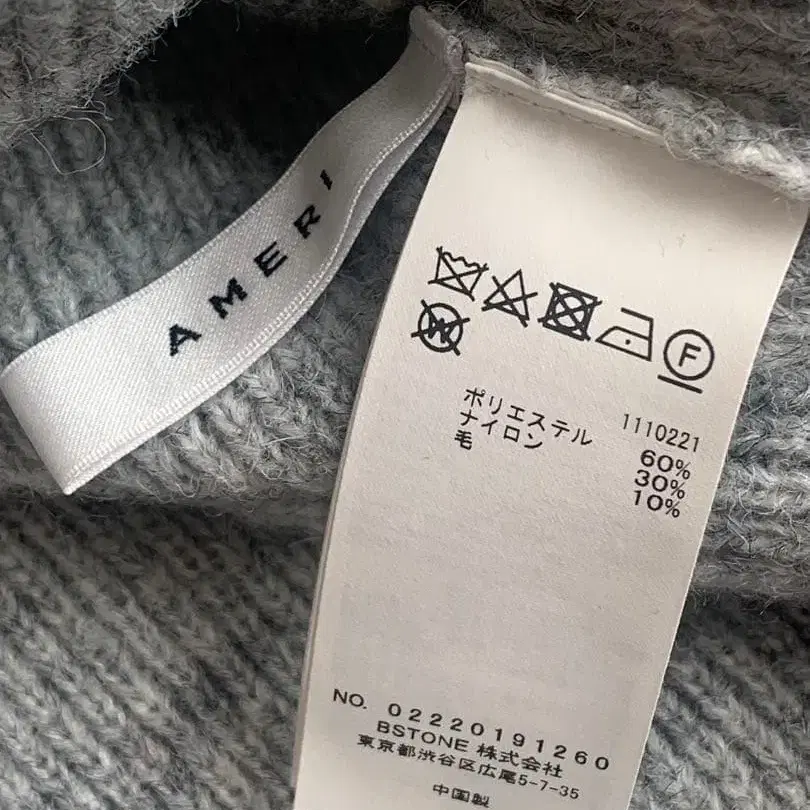 AMERI
F
W
ポリエステル 1110221
ナイロン 60%
毛 30%
10%
NO. 02220191260
BSTONE 株式会社
東京都渋谷区広尾5-7-35
中国製